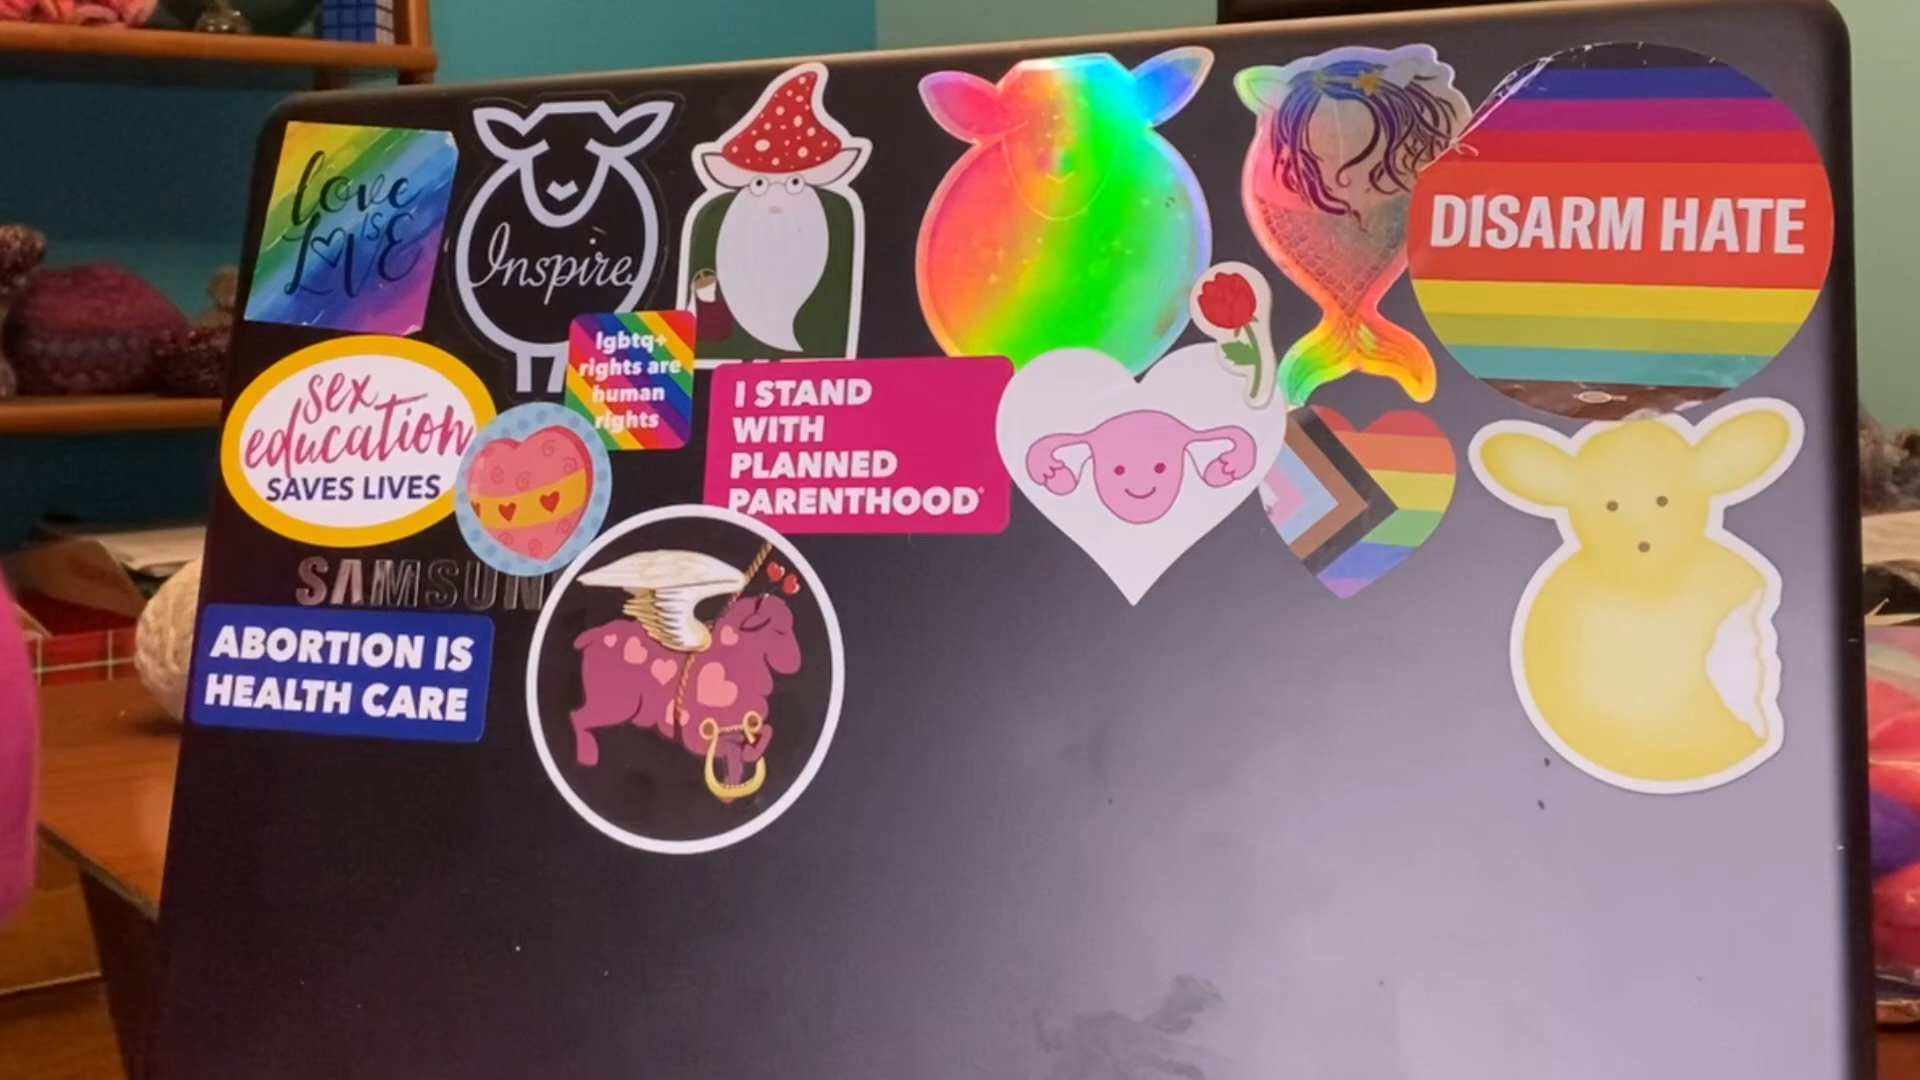 love
is
LOVE
Inspire
DISARM HATE
lgbtq+
rights are
human
rights
sex
education
SAVES LIVES
I STAND
WITH
PLANNED
PARENTHOOD®
SAMSUN
ABORTION IS
HEALTH CARE